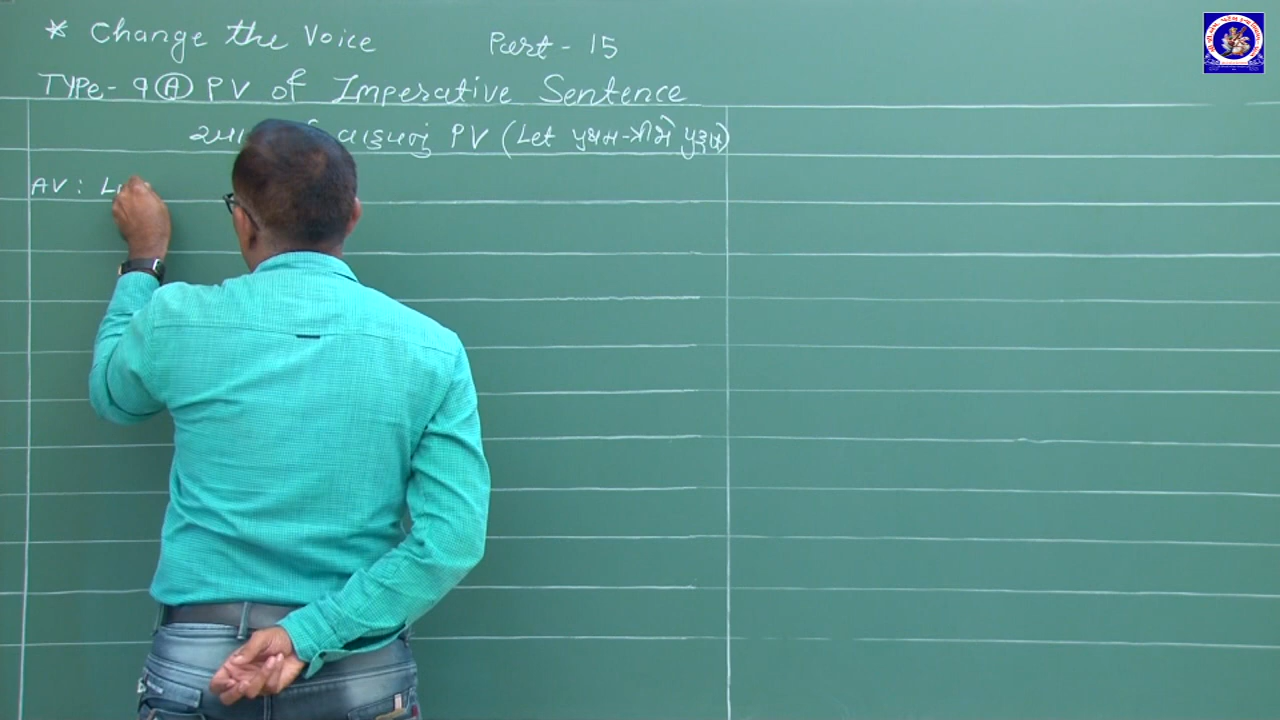 * Change the Voice Part - 15
TYPE- 9 Ⓐ PV of Imperative Sentence
વાક્યનું PV (Let પ્રથમ-ત્રીજો પુરૂષ)
AV :